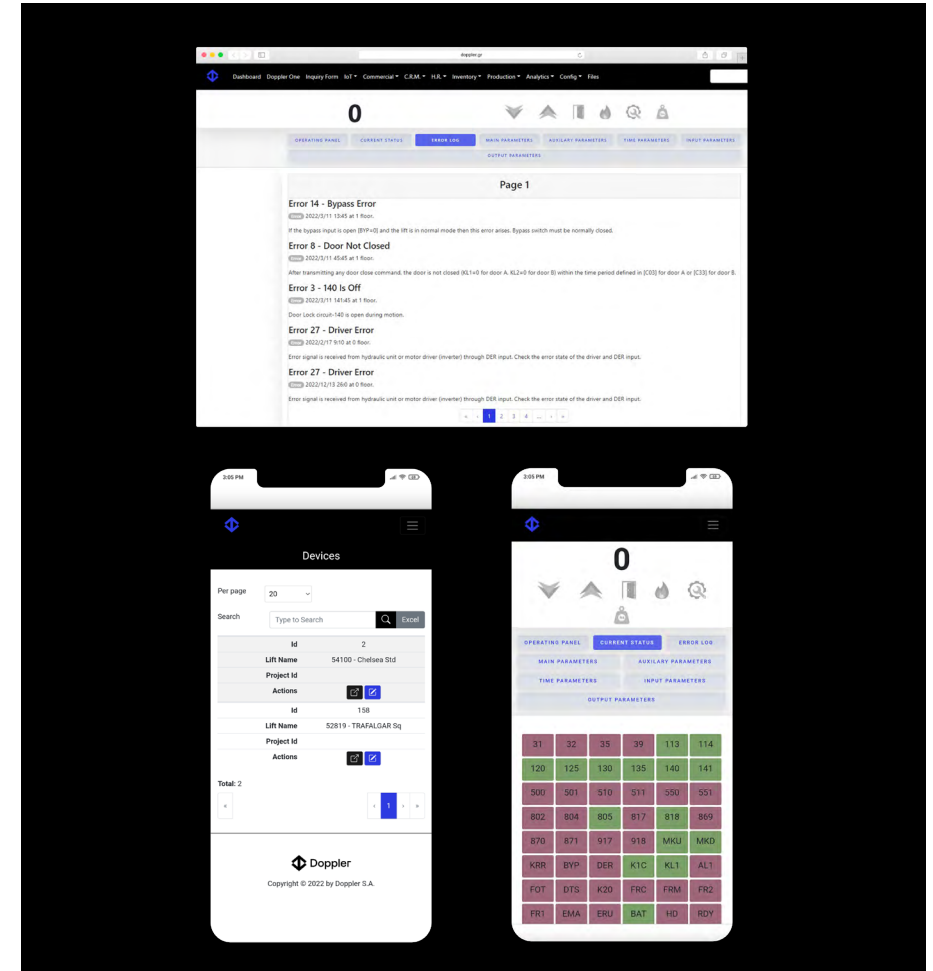 doppler.gr
Dashboard Doppler One Inquiry Form IoT Commercial C.R.M. H.R. Inventory Production Analytics Config Files
0
OPERATING PANEL CURRENT STATUS ERROR LOG MAIN PARAMETERS AUXILARY PARAMETERS TIME PARAMETERS INPUT PARAMETERS
OUTPUT PARAMETERS
Page 1
Error 14 - Bypass Error
2022/3/11 13:45 at 1 floor.
If the bypass input is open (BYP=0) and the lift is in normal mode then this error arises. Bypass switch must be normally closed.
Error 8 - Door Not Closed
2022/3/11 45:45 at 1 floor.
After transmitting any door close command, the door is not closed (KL1=0 for door A, KL2=0 for door B) within the time period defined in [C03] for door A or [C33] for door B.
Error 3 - 140 Is Off
2022/3/11 141:45 at 1 floor.
Door Lock circuit-140 is open during motion.
Error 27 - Driver Error
2022/2/17 9:10 at 0 floor.
Error signal is received from hydraulic unit or motor driver (inverter) through DER input. Check the error state of the driver and DER input.
Error 27 - Driver Error
2022/12/13 26:0 at 0 floor.
Error signal is received from hydraulic unit or motor driver (inverter) through DER input. Check the error state of the driver and DER input.
« ‹ 1 2 3 4 ... › »
3:05 PM
Devices
Per page 20
Search Type to Search Excel
Id 2
Lift Name 54100 - Chelsea Std
Project Id
Actions
Id 158
Lift Name 52819 - TRAFALGAR Sq
Project Id
Actions
Total: 2
« ‹ 1 › »
Doppler
Copyright © 2022 by Doppler S.A.
3:05 PM
0
OPERATING PANEL CURRENT STATUS ERROR LOG
MAIN PARAMETERS AUXILARY PARAMETERS
TIME PARAMETERS INPUT PARAMETERS
OUTPUT PARAMETERS
31 32 35 39 113 114
120 125 130 135 140 141
500 501 510 511 550 551
802 804 805 817 818 869
870 871 917 918 MKU MKD
KRR BYP DER K1C KL1 AL1
FOT DTS K20 FRC FRM FR2
FR1 EMA ERU BAT HD RDY